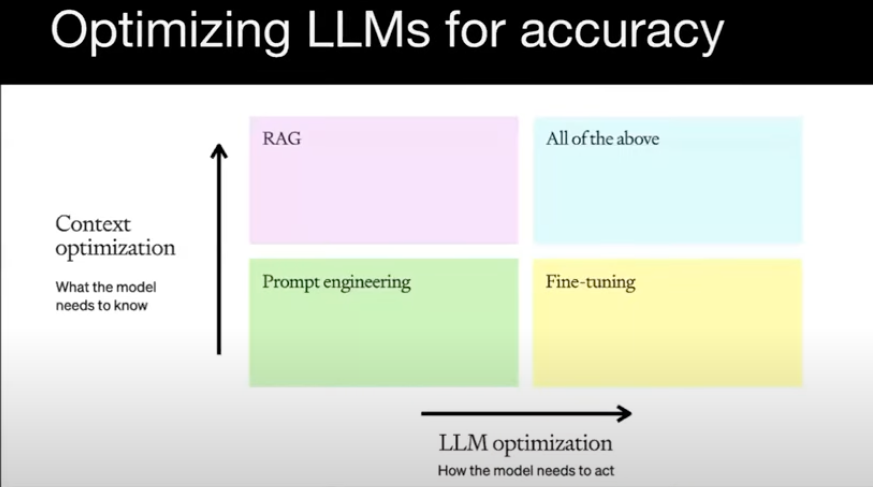 Optimizing LLMs for accuracy
RAG
All of the above
Context
optimization
What the model
needs to know
Prompt engineering
Fine-tuning
LLM optimization
How the model needs to act